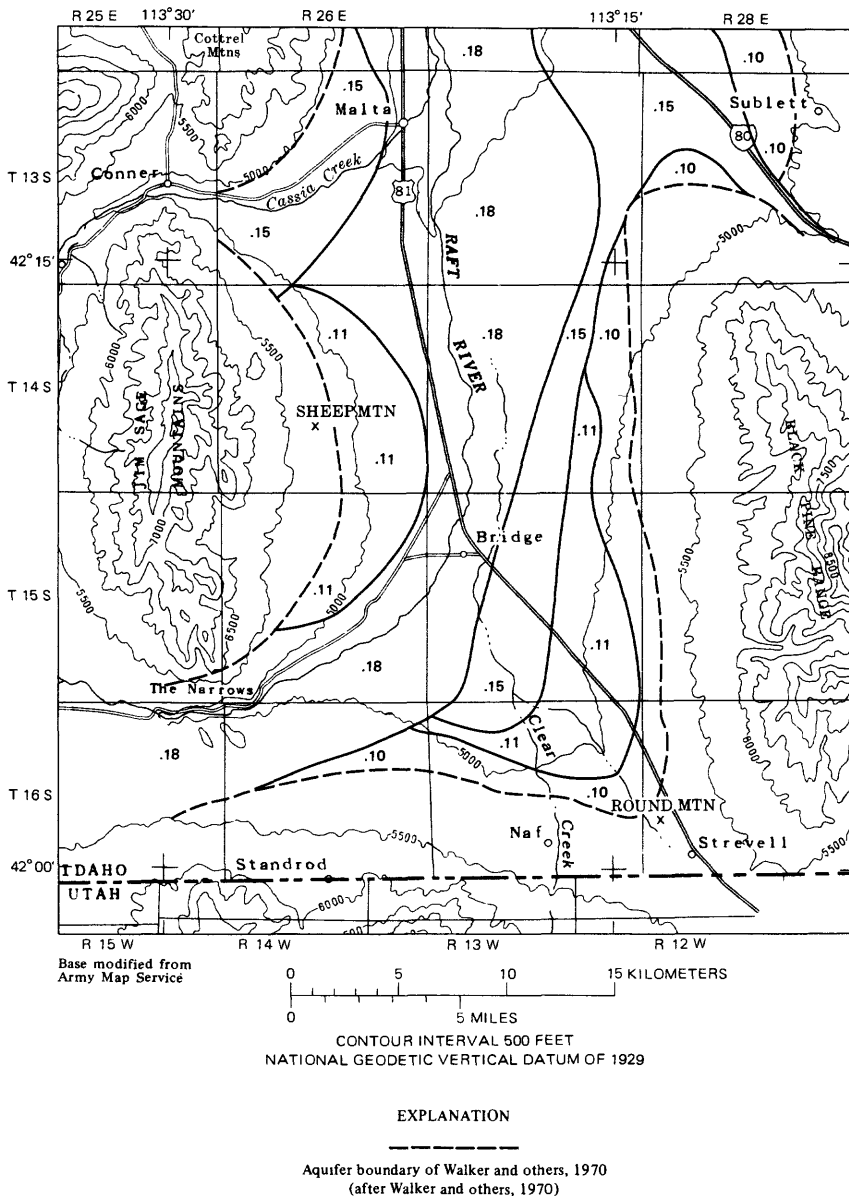 R 25 E
113°30'
R 26 E
113°15'
R 28 E
Cottrel
Mtns
.18
.10
.15
6000
5500
Malta
.15
Sublett
80
.10
T 13 S
Conner
5000
Cassia Creek
81
.18
.10
.15
5000
42°15'
RAFT
RIVER
5500
.11
.18
.15
.10
6000
T 14 S
JIM SAGE
MOUNTAINS
SHEEP MTN
.11
.11
BLACK
PINE
RANGE
7500
7000
Bridge
8500
T 15 S
5500
6500
.11
5000
5500
.11
The Narrows
.18
.15
8000
.18
Clear
Creek
.10
5000
.11
T 16 S
.10
ROUND MTN
5500
Naf
Strevell
5500
42°00'
IDAHO
UTAH
Standrod
6000
5500
R 15 W
R 14 W
R 13 W
R 12 W
Base modified from
Army Map Service
0 5 10 15 KILOMETERS
0 5 MILES
CONTOUR INTERVAL 500 FEET
NATIONAL GEODETIC VERTICAL DATUM OF 1929
EXPLANATION
Aquifer boundary of Walker and others, 1970
(after Walker and others, 1970)